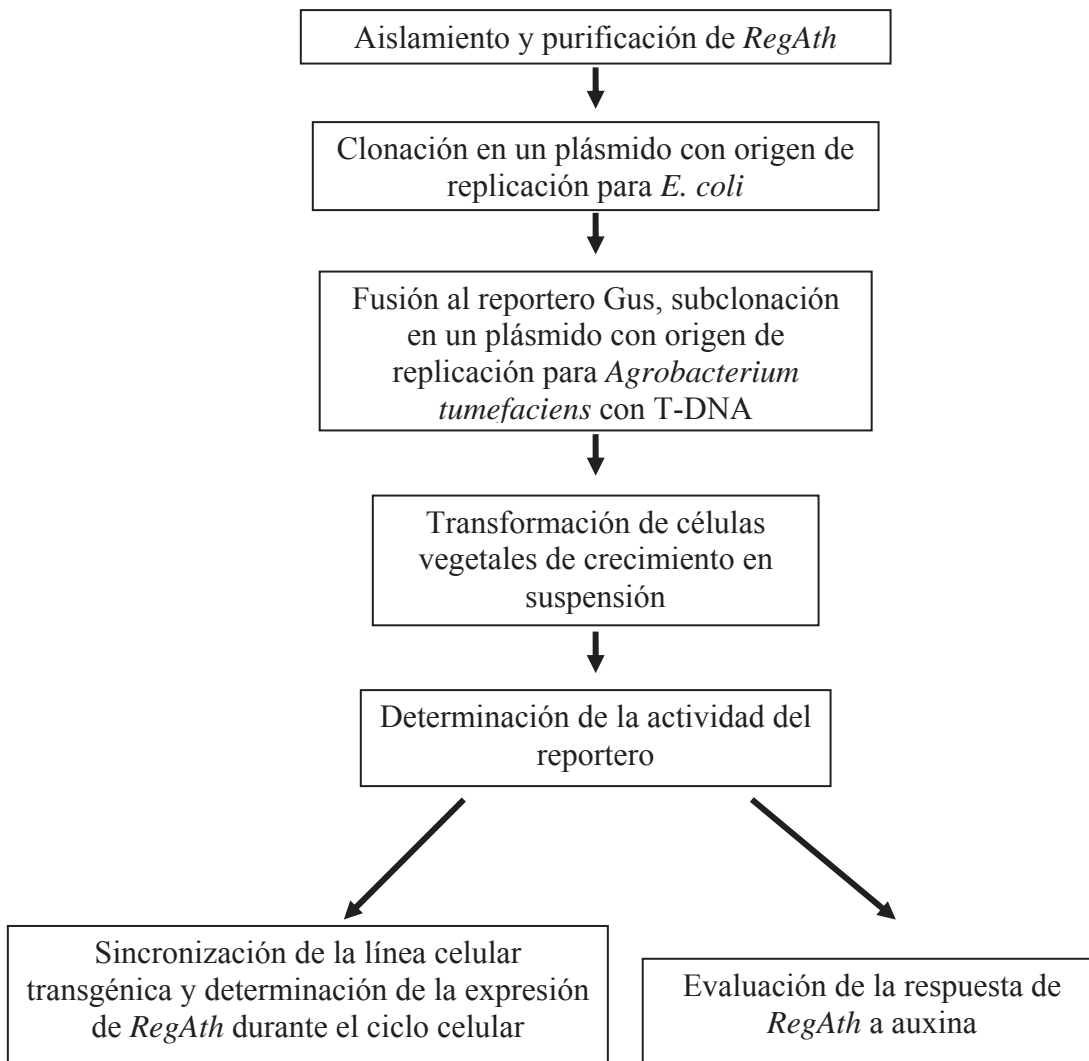 Aislamiento y purificación de RegAth
Clonación en un plásmido con origen de
replicación para E. coli
Fusión al reportero Gus, subclonación
en un plásmido con origen de
replicación para Agrobacterium
tumefaciens con T-DNA
Transformación de células
vegetales de crecimiento en
suspensión
Determinación de la actividad del
reportero
Sincronización de la línea celular
transgénica y determinación de la expresión
de RegAth durante el ciclo celular
Evaluación de la respuesta de
RegAth a auxina